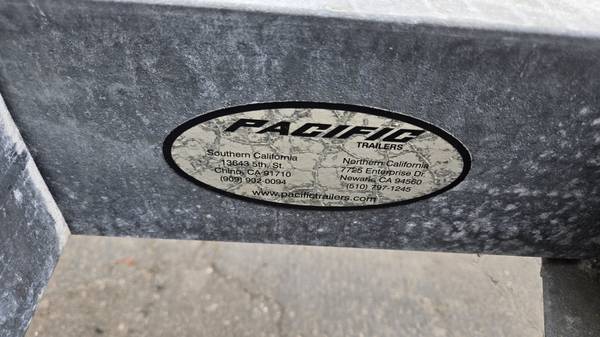 PACIFIC
TRAILERS
Southern California
13643 5th. St.
Chino, CA 91710
(909) 902-0094
Northern California
7725 Enterprise Dr.
Newark, CA 94560
(510) 797-1245
www.pacifictrailers.com